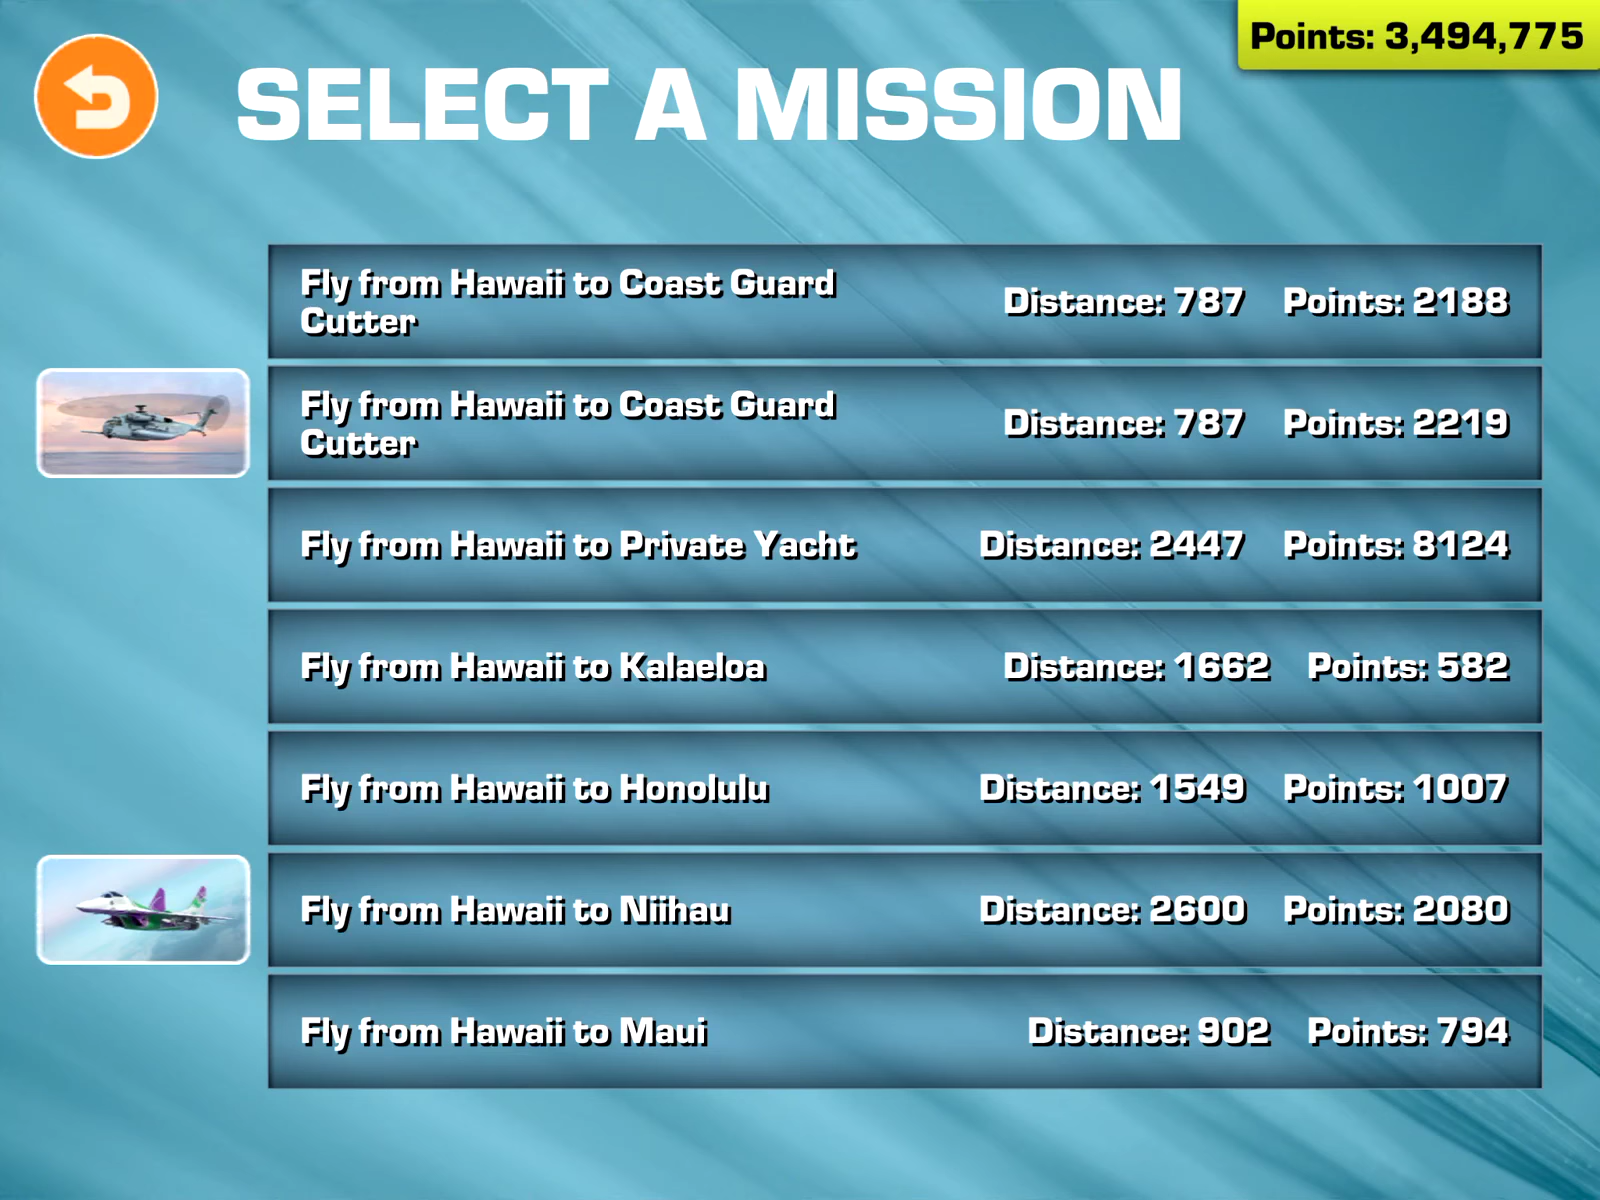 Points: 3,494,775
SELECT A MISSION
Fly from Hawaii to Coast Guard
Cutter
Distance: 787 Points: 2188
Fly from Hawaii to Coast Guard
Cutter
Distance: 787 Points: 2219
Fly from Hawaii to Private Yacht Distance: 2447 Points: 8124
Fly from Hawaii to Kalaeloa Distance: 1662 Points: 582
Fly from Hawaii to Honolulu Distance: 1549 Points: 1007
Fly from Hawaii to Niihau Distance: 2600 Points: 2080
Fly from Hawaii to Maui Distance: 902 Points: 794